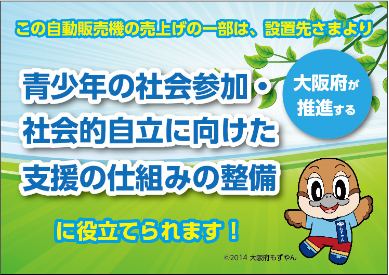 この自動販売機の売上げの一部は、設置先さまより
大阪府が
推進する
青少年の社会参加・
社会的自立に向けた
支援の仕組みの整備
に役立てられます！
©2014 大阪府もずやん